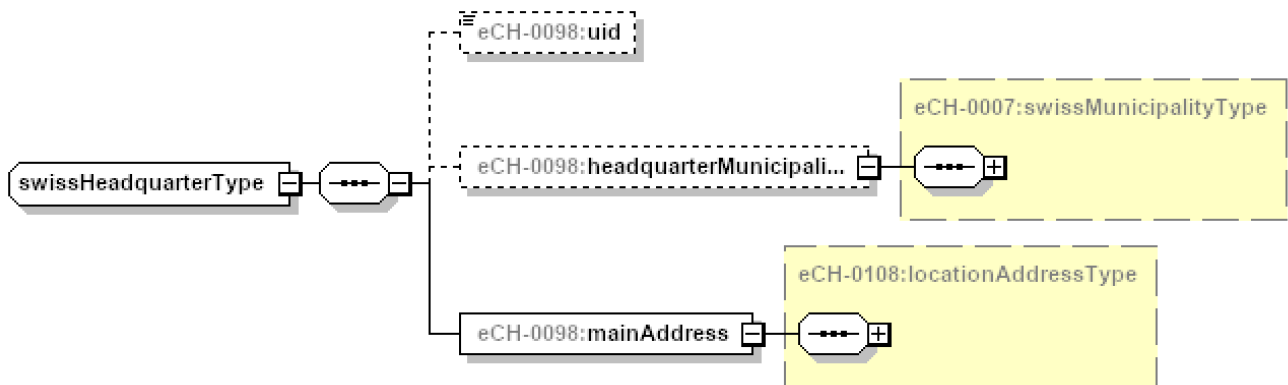 eCH-0098:uid
eCH-0007:swissMunicipalityType
eCH-0098:headquarterMunicipali...
swissHeadquarterType
eCH-0108:locationAddressType
eCH-0098:mainAddress